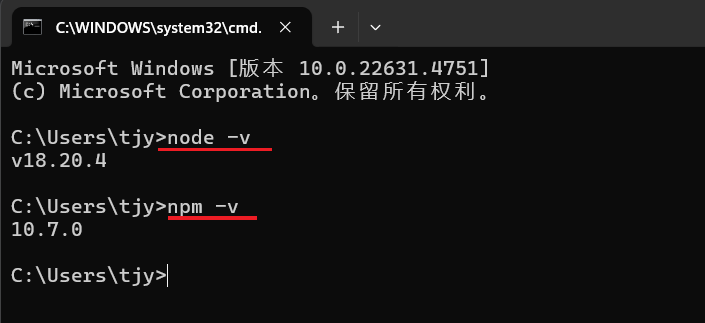 C:\WINDOWS\system32\cmd.
Microsoft Windows [版本 10.0.22631.4751]
(c) Microsoft Corporation。保留所有权利。
C:\Users\tjy>node -v
v18.20.4
C:\Users\tjy>npm -v
10.7.0
C:\Users\tjy>